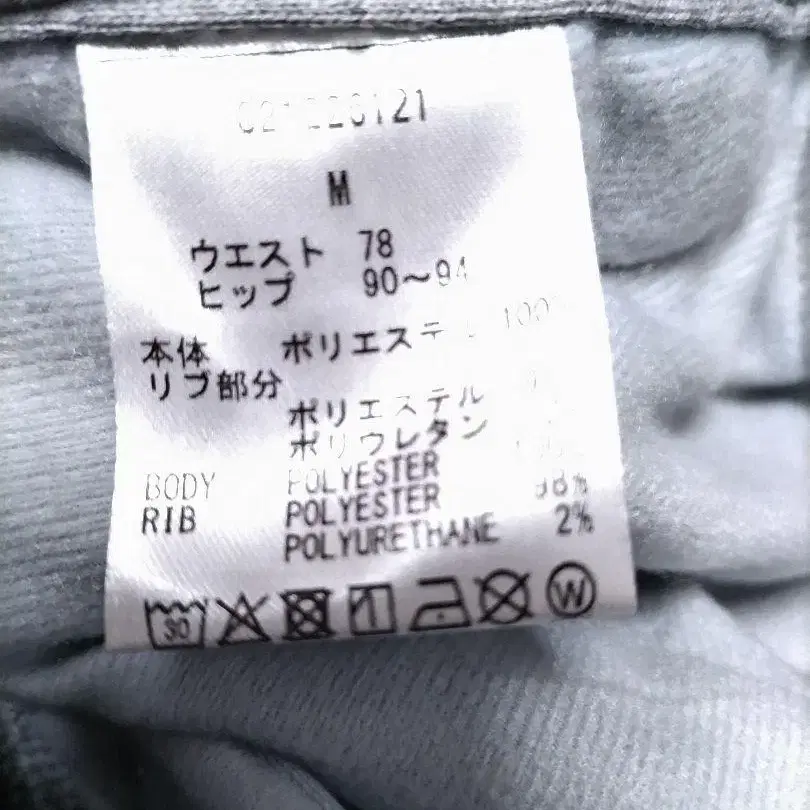 M
ウエスト 78
ヒップ 90〜94
本体 ポリエステル 100
リブ部分
ポリエステル
ポリウレタン
BODY POLYESTER
RIB POLYESTER 98%
POLYURETHANE 2%
30
W